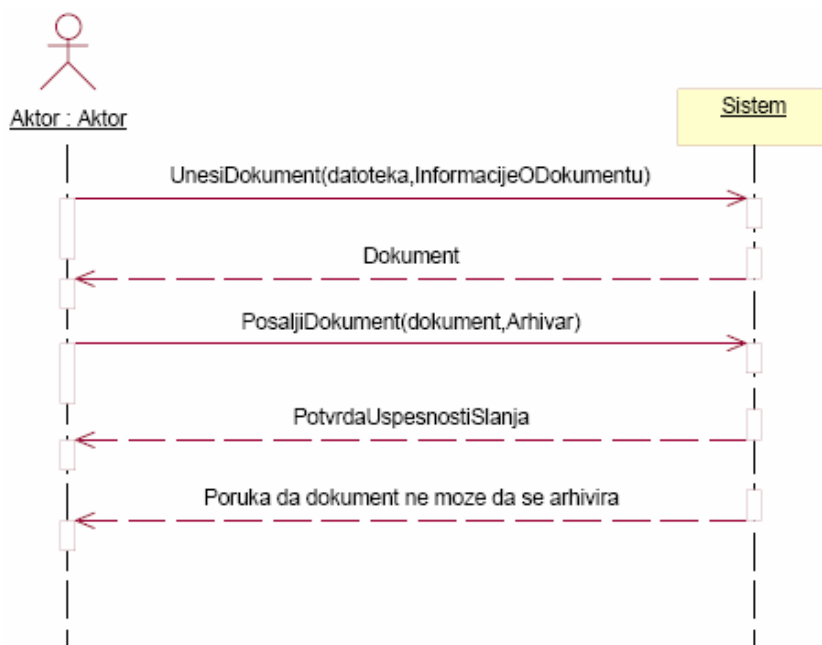 Aktor : Aktor
Sistem
UnesiDokument(datoteka,InformacijeODokumentu)
Dokument
PosaljiDokument(dokument,Arhivar)
PotvrdaUspesnostiSlanja
Poruka da dokument ne moze da se arhivira